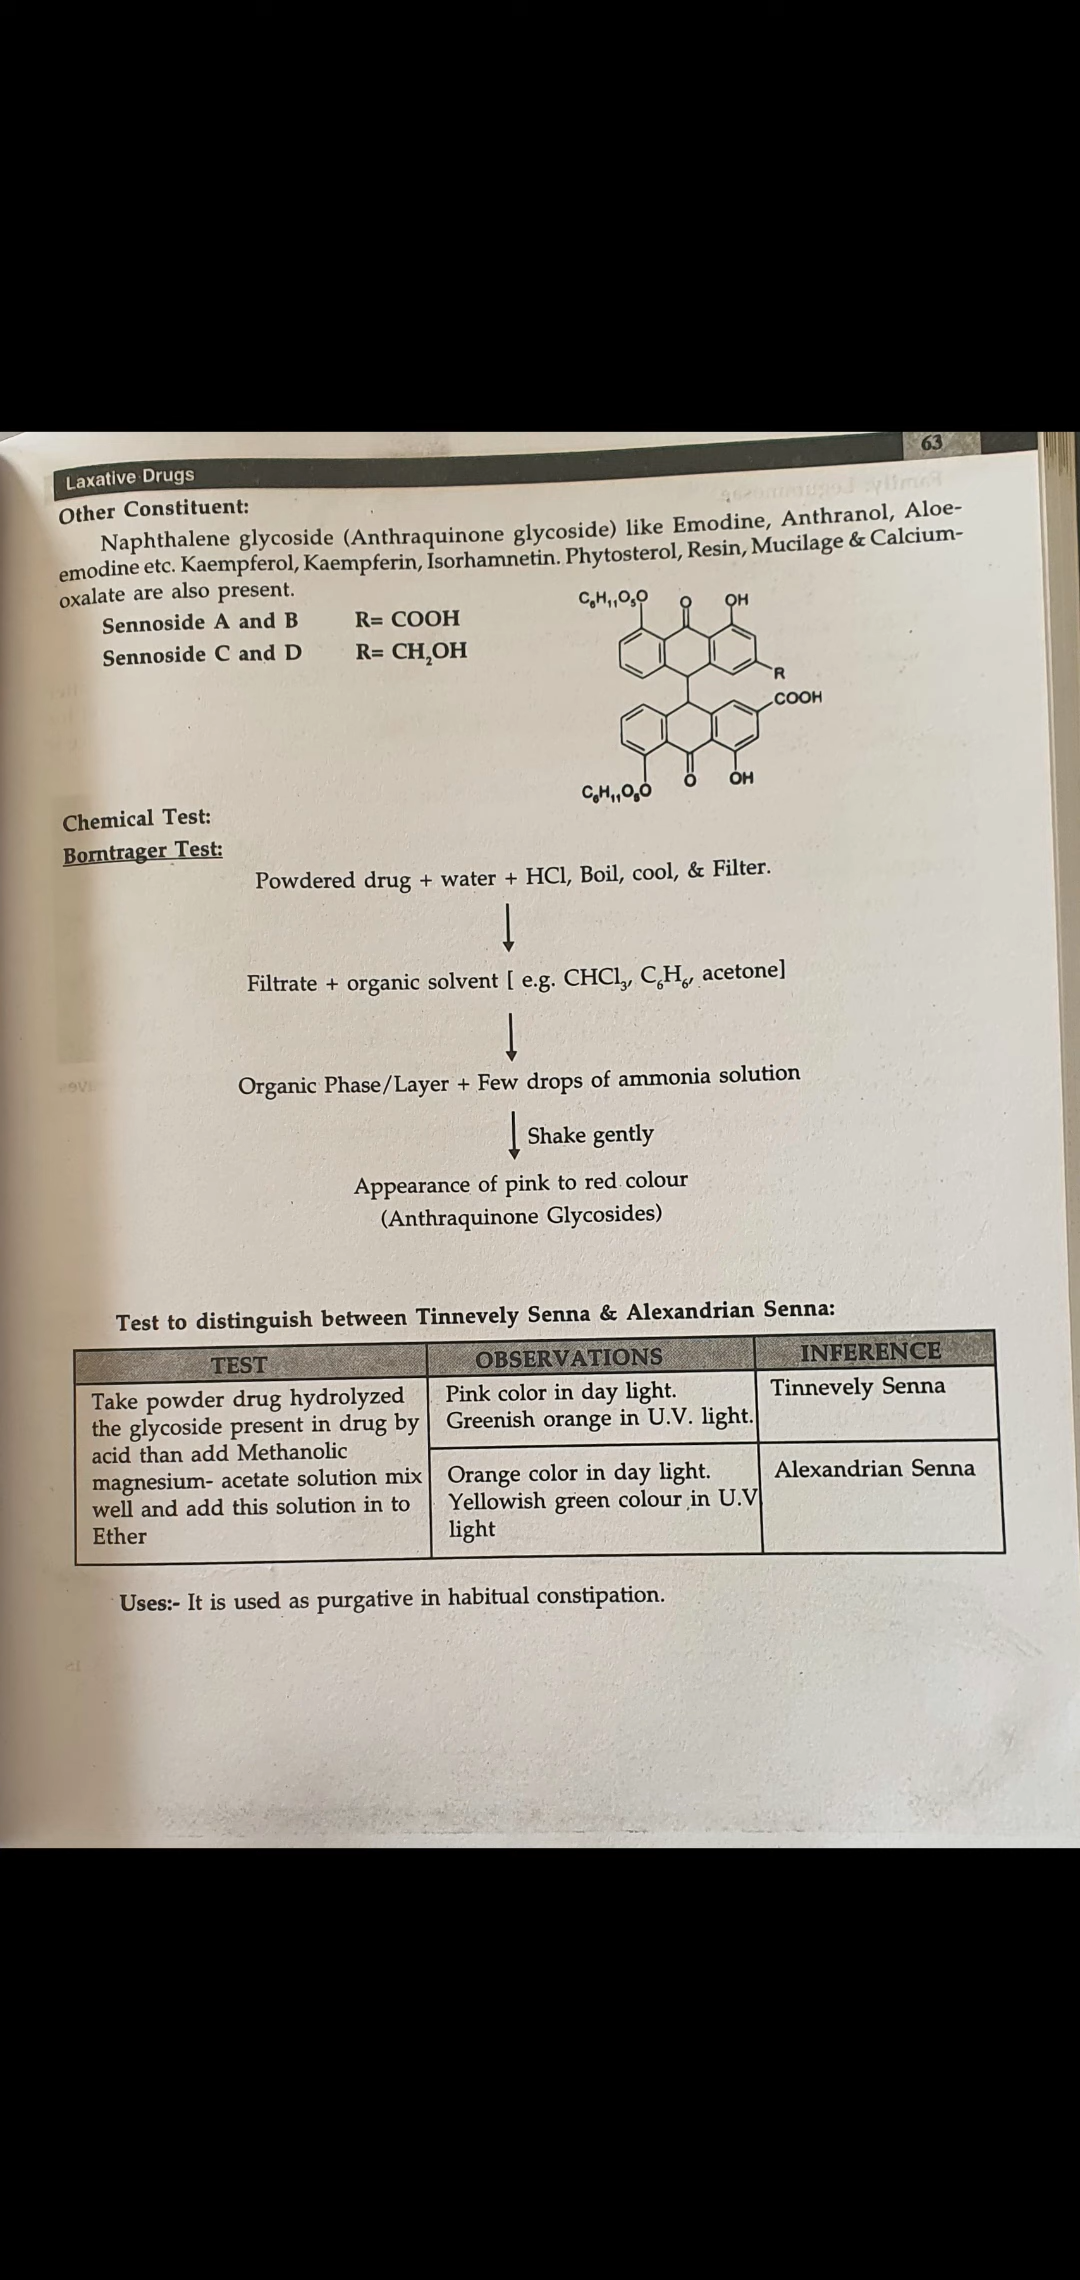 63
Laxative Drugs
Other Constituent:
Naphthalene glycoside (Anthraquinone glycoside) like Emodine, Anthranol, Aloe-
emodine etc. Kaempferol, Kaempferin, Isorhamnetin. Phytosterol, Resin, Mucilage & Calcium-
oxalate are also present.
Sennoside A and B R= COOH
Sennoside C and D R= CH₂OH
C₆H₁₁O₅O O OH
R
COOH
C₆H₁₁O₅O O OH
Chemical Test:
Borntrager Test:
Powdered drug + water + HCl, Boil, cool, & Filter.
Filtrate + organic solvent [ e.g. CHCl₃, C₆H₆, acetone]
Organic Phase/Layer + Few drops of ammonia solution
Shake gently
Appearance of pink to red colour
(Anthraquinone Glycosides)
Test to distinguish between Tinnevely Senna & Alexandrian Senna:
TEST OBSERVATIONS INFERENCE
Take powder drug hydrolyzed
the glycoside present in drug by
acid than add Methanolic
magnesium- acetate solution mix
well and add this solution in to
Ether
Pink color in day light.
Greenish orange in U.V. light.
Tinnevely Senna
Orange color in day light.
Yellowish green colour in U.V
light
Alexandrian Senna
Uses:- It is used as purgative in habitual constipation.